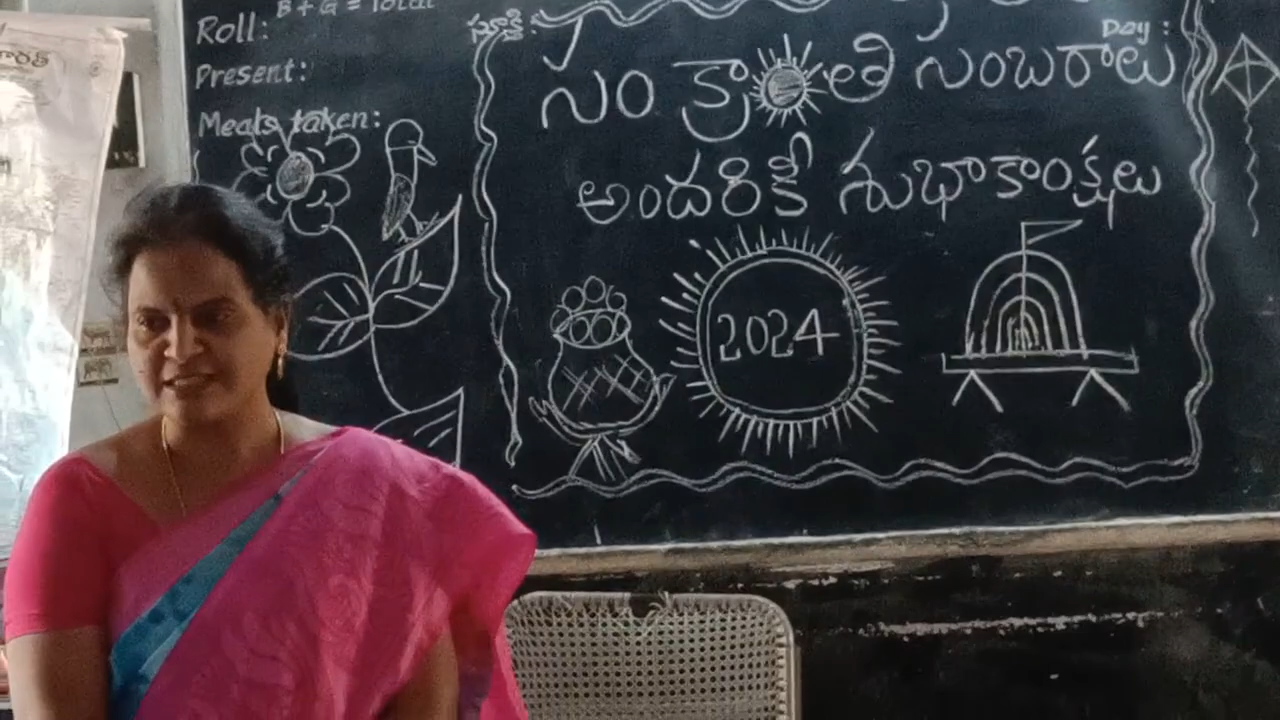 B + G = Total
Roll:
Present:
Meals taken:
సూక్తి:
Day :
సం క్రాంతి సంబరాలు
అందరికీ శుభాకాంక్షలు
2024